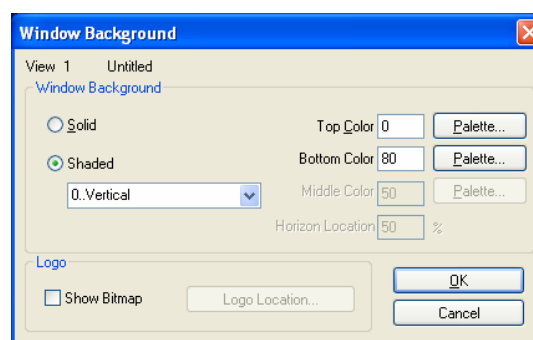 Window Background
View 1 Untitled
Window Background
Solid
Top Color 0 Palette...
Shaded
Bottom Color 80 Palette...
0..Vertical
Middle Color 50 Palette...
Horizon Location 50 %
Logo
Show Bitmap
Logo Location...
OK
Cancel